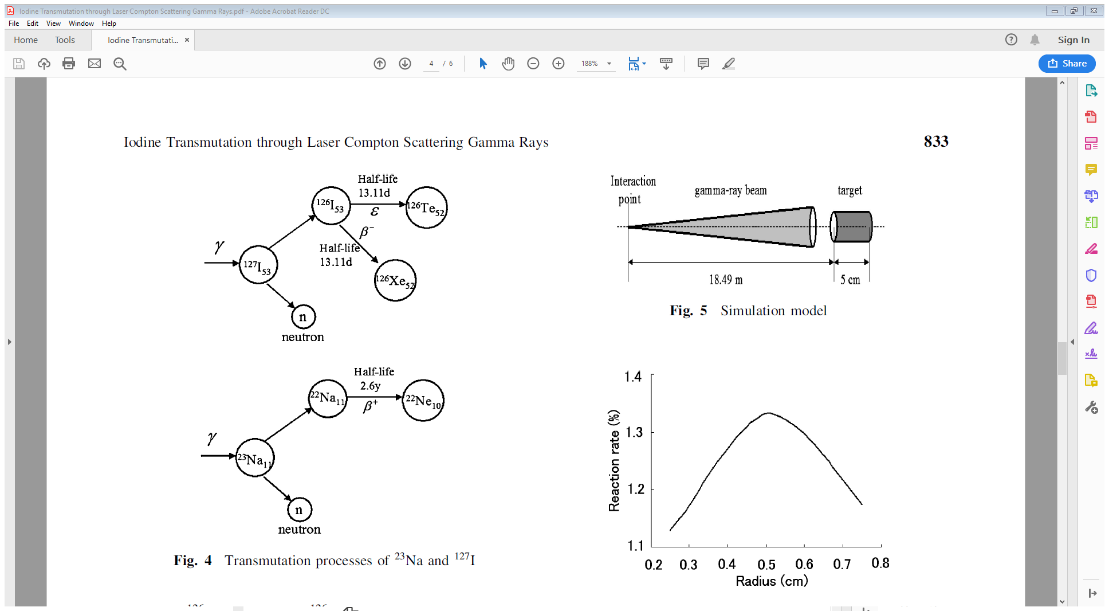 Iodine Transmutation through Laser Compton Scattering Gamma Rays.pdf - Adobe Acrobat Reader DC
File Edit View Window Help
Home Tools Iodine Transmutati... ×
Sign In
4 / 6
188%
Share
Iodine Transmutation through Laser Compton Scattering Gamma Rays
833
Half-life
13.11d
¹²⁶I₅₃
ε
¹²⁶Te₅₂
β⁻
γ
Half-life
13.11d
¹²⁷I₅₃
¹²⁶Xe₅₂
n
neutron
Half-life
2.6y
²²Na₁₁
β⁺
²²Ne₁₀
γ
²³Na₁₁
n
neutron
Fig. 4 Transmutation processes of ²³Na and ¹²⁷I
Interaction
point
gamma-ray beam
target
18.49 m
5 cm
Fig. 5 Simulation model
Reaction rate (%)
1.4
1.3
1.2
1.1
0.2 0.3 0.4 0.5 0.6 0.7 0.8
Radius (cm)